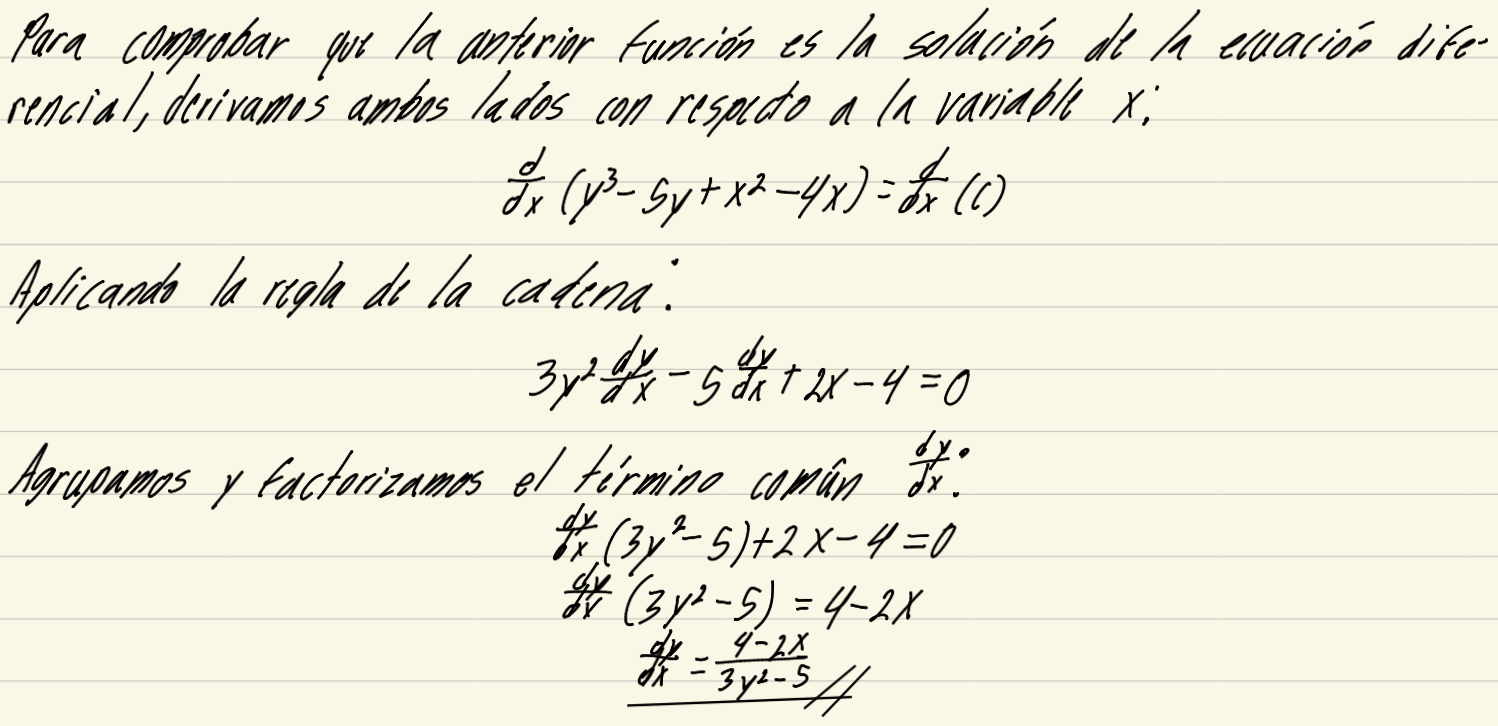 Para comprobar que la anterior función es la solución de la ecuación dife-
rencial, derivamos ambos lados con respecto a la variable x:
d/dx (y³ - 5y + x² - 4x) = d/dx (C)
Aplicando la regla de la cadena:
3y² dy/dx - 5 dy/dx + 2x - 4 = 0
Agrupamos y factorizamos el término común dy/dx:
dy/dx (3y² - 5) + 2x - 4 = 0
dy/dx (3y² - 5) = 4 - 2x
dy/dx = (4 - 2x)/(3y² - 5) //